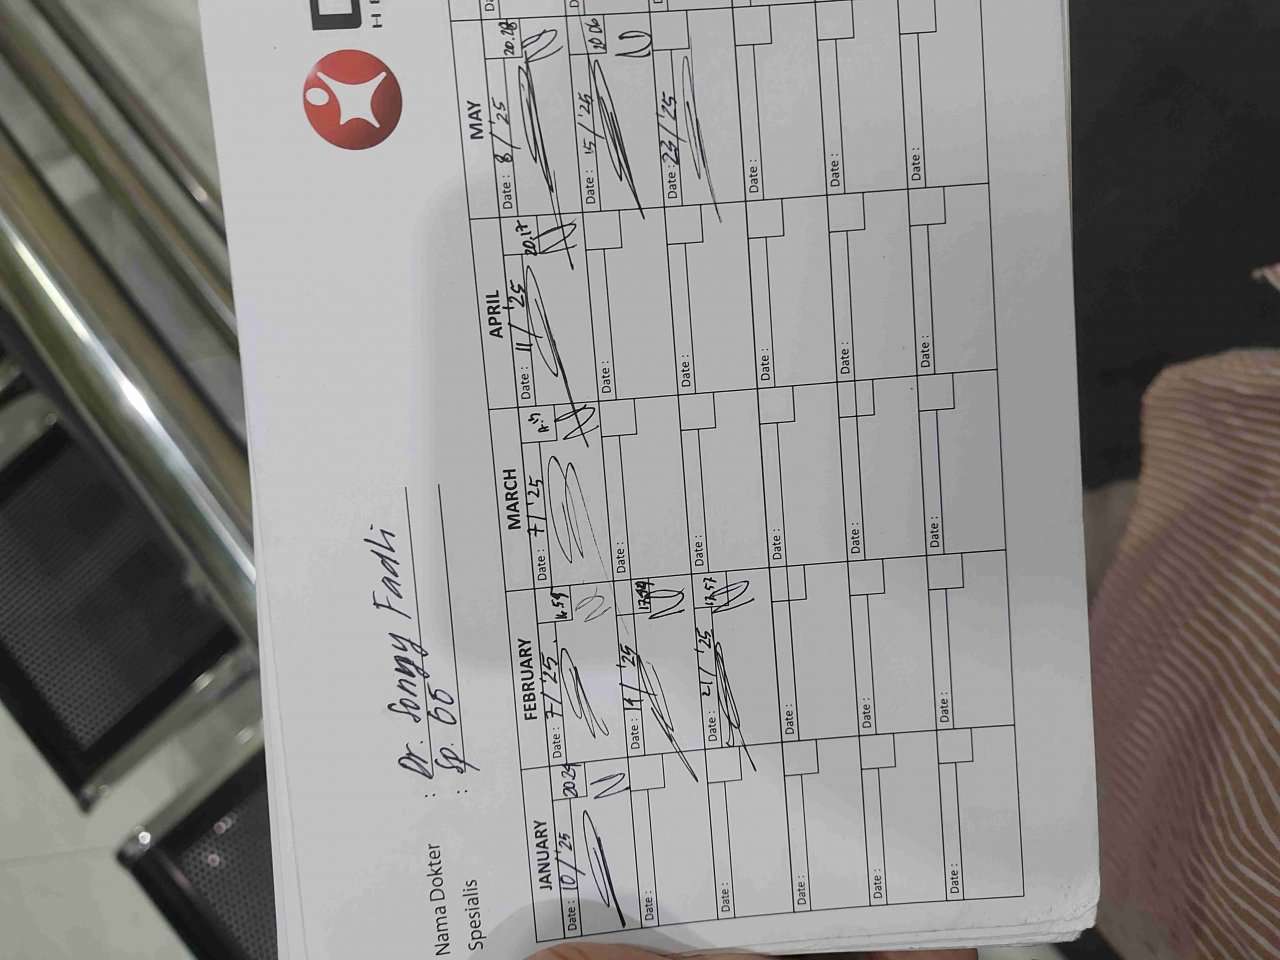 Nama Dokter : Dr. Sonny Fadli
Spesialis : Sp. OG
JANUARY FEBRUARY MARCH APRIL MAY
Date : 10/'25 20.29 Date : 7/'25 16.59 Date : 7/'25 Date : 11/'25 20.17 Date : 8/'25 20.28
Date : Date : 14/'25 Date : Date : Date : 15/'25 20.06
Date : Date : 21/'25 17.57 Date : Date : Date : 23/'25
Date : Date : Date : Date : Date :
Date : Date : Date : Date : Date :
Date : Date : Date : Date : Date :